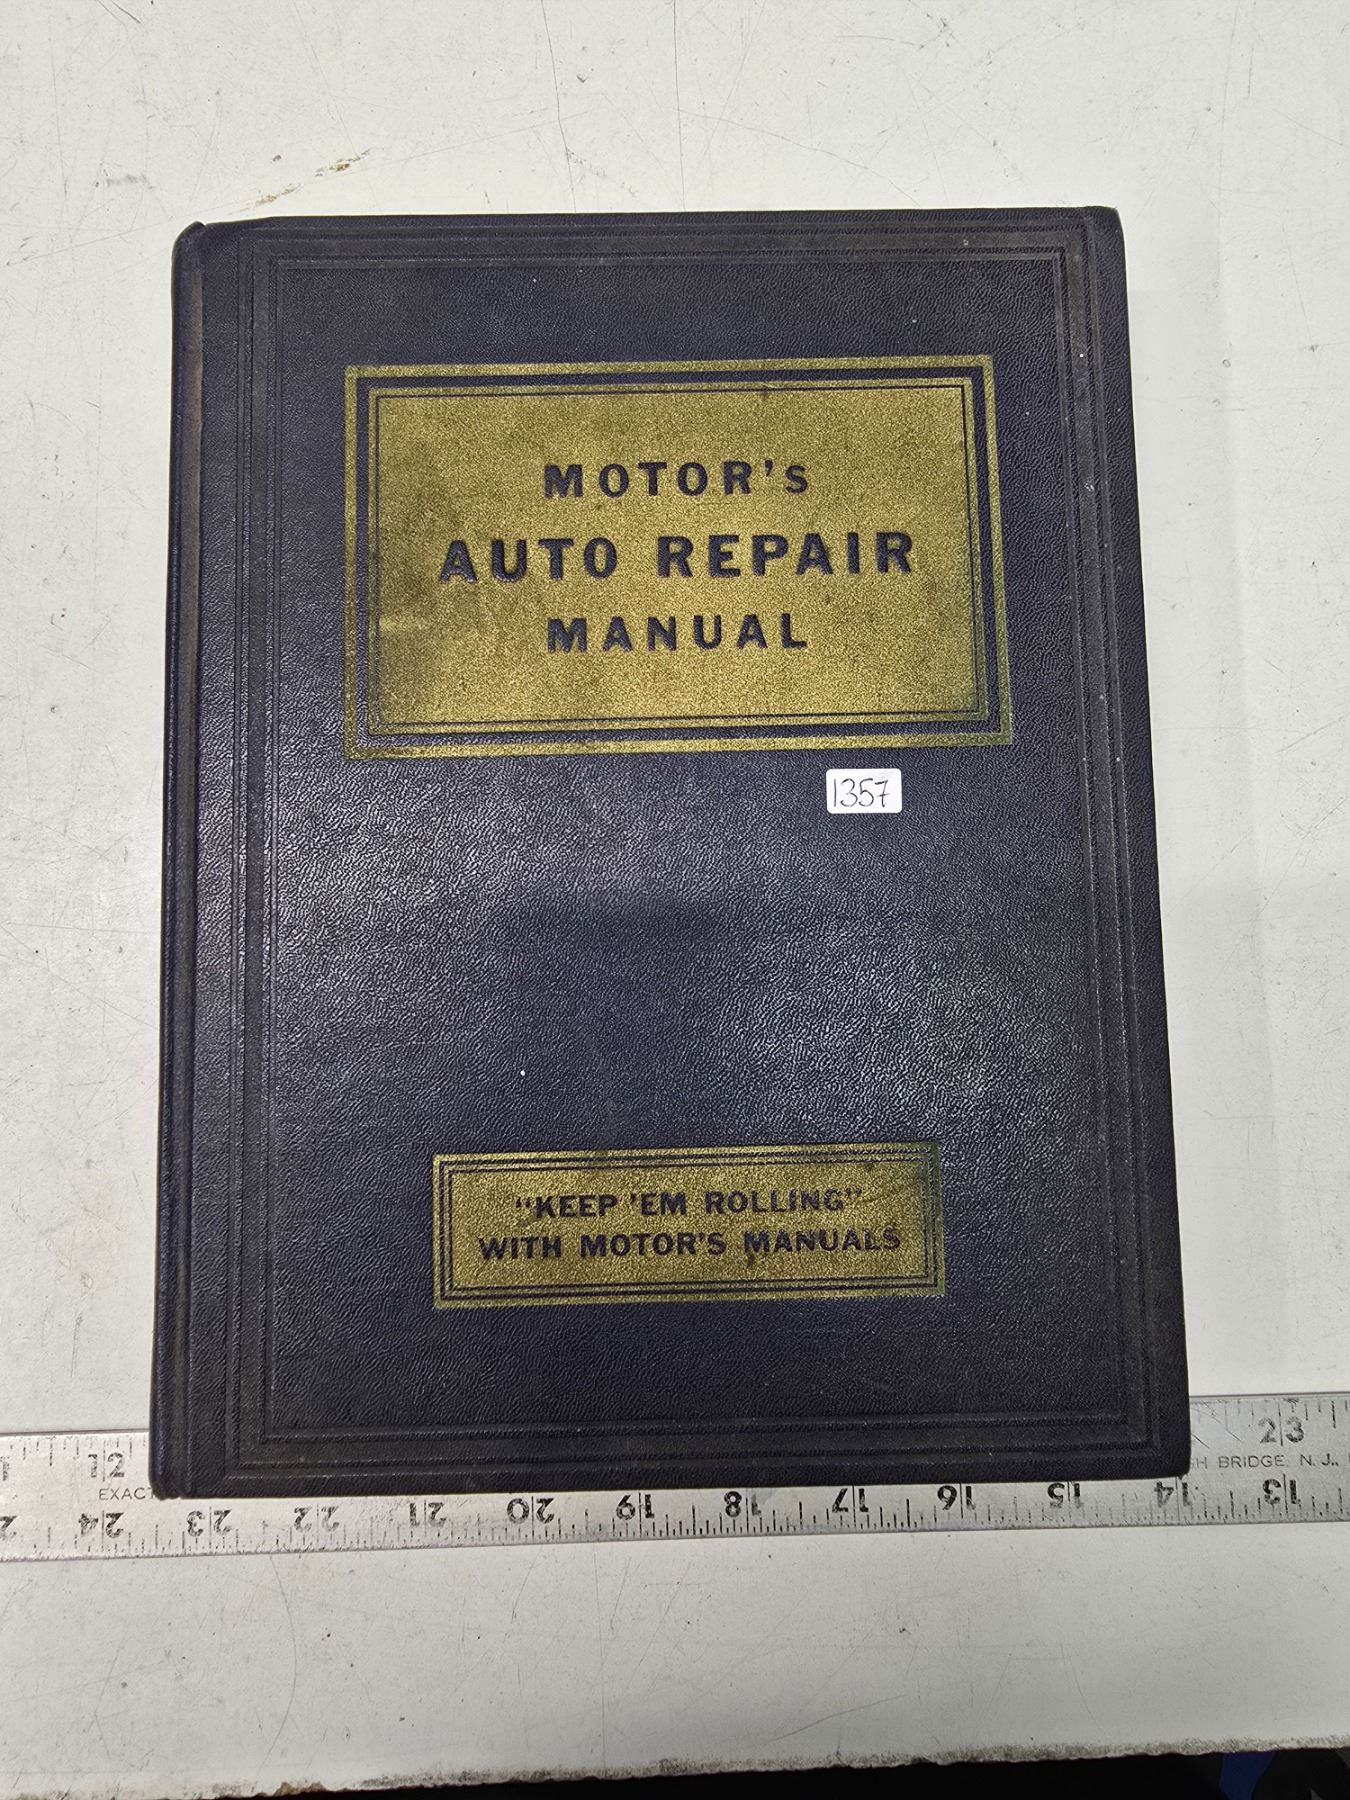 MOTOR's
AUTO REPAIR
MANUAL
1357
"KEEP 'EM ROLLING"
WITH MOTOR'S MANUALS
12
23
EXACT
H BRIDGE, N. J.,
24 23 22 21 20 19 18 17 16 15 14 13